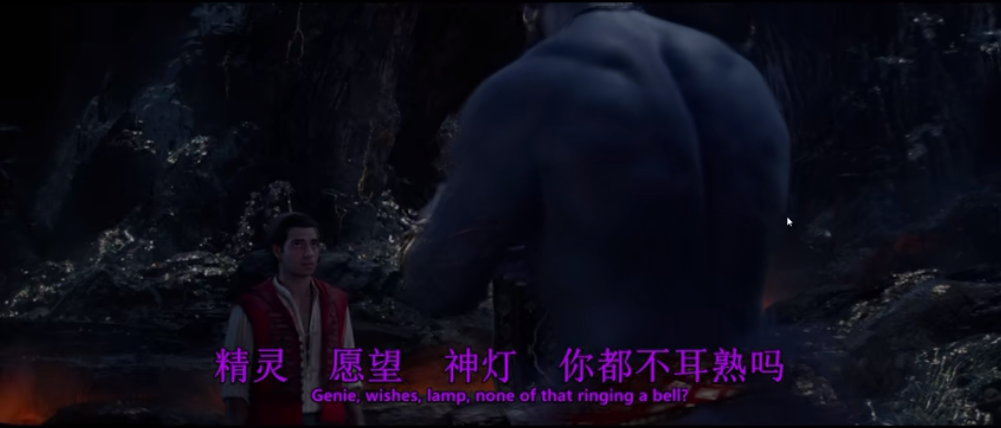 精灵 愿望 神灯 你都不耳熟吗
Genie, wishes, lamp, none of that ringing a bell?